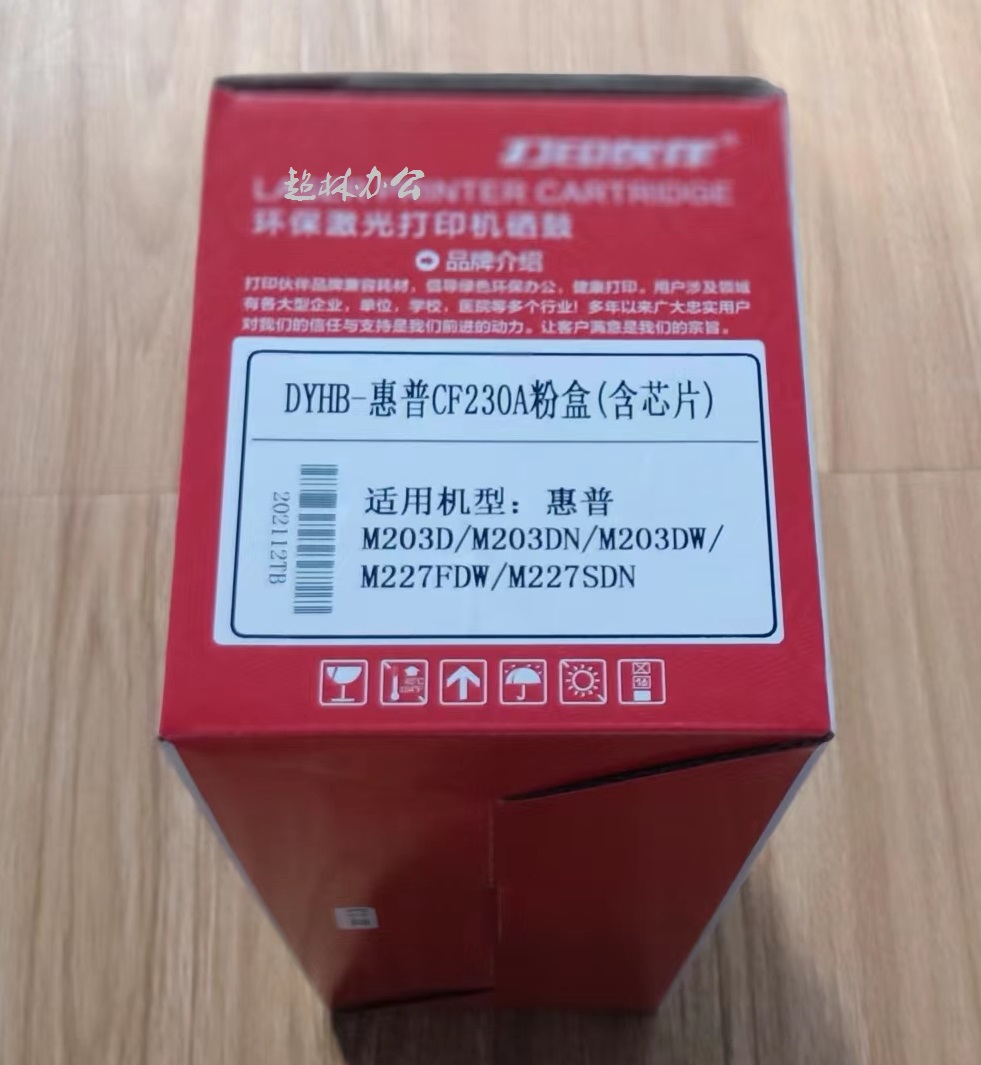 超林办公
LASER PRINTER CARTRIDGE
环保激光打印机硒鼓
品牌介绍
打印伙伴品牌兼容耗材，倡导绿色环保办公，健康打印。用户涉及领域
有各大型企业，单位，学校，医院等多个行业！多年以来广大忠实用户
对我们的信任与支持是我们前进的动力。让客户满意是我们的宗旨。
DYHB-惠普CF230A粉盒(含芯片)
202112TB
适用机型：惠普
M203D/M203DN/M203DW/
M227FDW/M227SDN